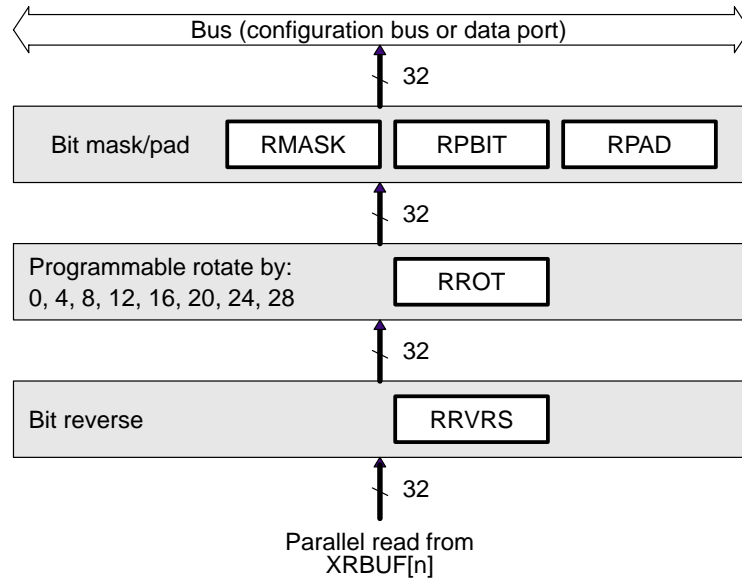 Bus (configuration bus or data port)
32
Bit mask/pad RMASK RPBIT RPAD
32
Programmable rotate by:
0, 4, 8, 12, 16, 20, 24, 28
RROT
32
Bit reverse RRVRS
32
Parallel read from
XRBUF[n]